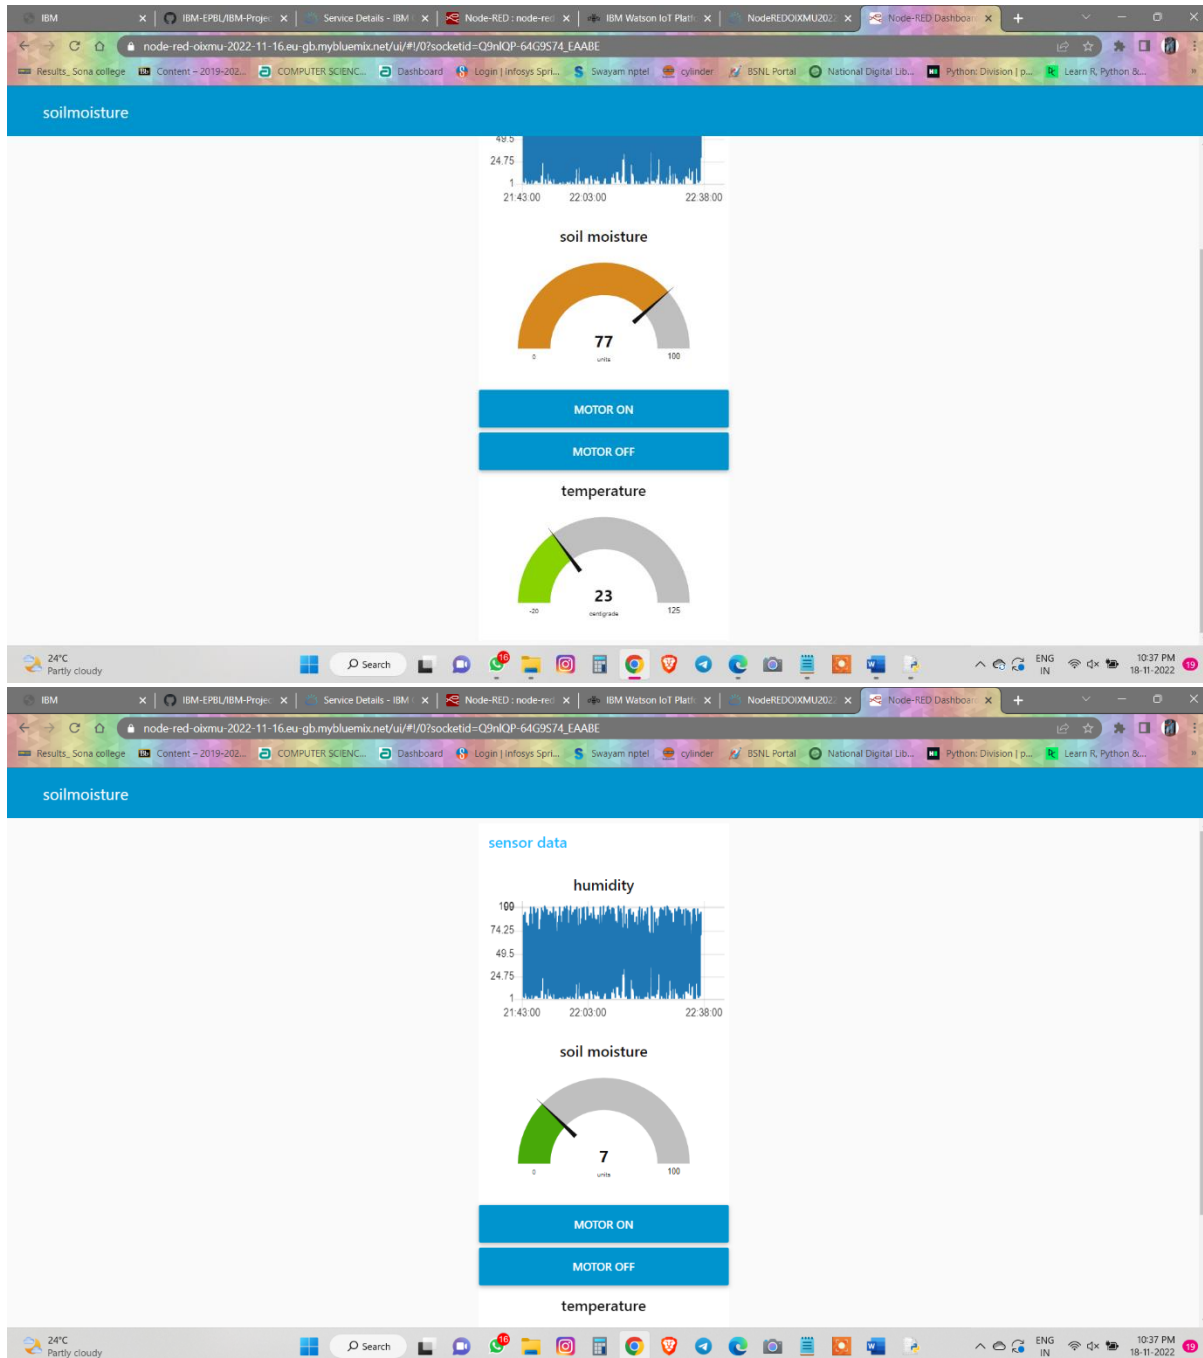 IBM IBM-EPBL/IBM-Projec Service Details - IBM Node-RED : node-red IBM Watson IoT Platfo NodeREDOIXMU2022 Node-RED Dashboar
node-red-oixmu-2022-11-16.eu-gb.mybluemix.net/ui/#!/0?socketid=Q9nlQP-64G9S74_EAABE
Results_Sona college Content – 2019-202... COMPUTER SCIENC... Dashboard Login | Infosys Spri... Swayam nptel cylinder BSNL Portal National Digital Lib... Python: Division | p... Learn R, Python &... »
soilmoisture
49.5
24.75
1
21:43:00 22:03:00 22:38:00
soil moisture
77
0 units 100
MOTOR ON
MOTOR OFF
temperature
23
-20 centigrade 125
24°C
Partly cloudy
Search
16
ENG
IN
10:37 PM
18-11-2022
19
IBM IBM-EPBL/IBM-Projec Service Details - IBM Node-RED : node-red IBM Watson IoT Platfo NodeREDOIXMU2022 Node-RED Dashboar
node-red-oixmu-2022-11-16.eu-gb.mybluemix.net/ui/#!/0?socketid=Q9nlQP-64G9S74_EAABE
Results_Sona college Content – 2019-202... COMPUTER SCIENC... Dashboard Login | Infosys Spri... Swayam nptel cylinder BSNL Portal National Digital Lib... Python: Division | p... Learn R, Python &... »
soilmoisture
sensor data
humidity
74.25
49.5
24.75
1
21:43:00 22:03:00 22:38:00
soil moisture
7
0 units 100
MOTOR ON
MOTOR OFF
temperature
24°C
Partly cloudy
Search
16
ENG
IN
10:37 PM
18-11-2022
19